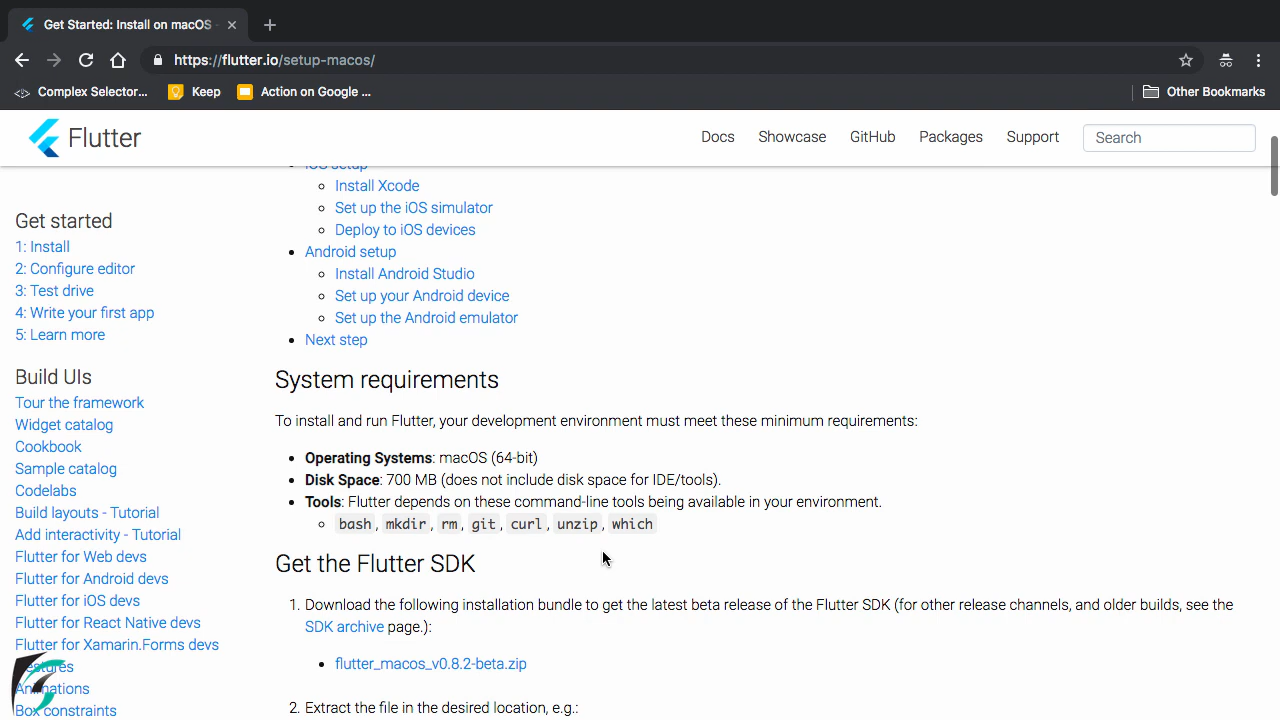 Get Started: Install on macOS
https://flutter.io/setup-macos/
Complex Selector... Keep Action on Google ... Other Bookmarks
Flutter Docs Showcase GitHub Packages Support Search
iOS setup
Install Xcode
Set up the iOS simulator
Deploy to iOS devices
Android setup
Install Android Studio
Set up your Android device
Set up the Android emulator
Next step
Get started
1: Install
2: Configure editor
3: Test drive
4: Write your first app
5: Learn more
Build UIs
Tour the framework
Widget catalog
Cookbook
Sample catalog
Codelabs
Build layouts - Tutorial
Add interactivity - Tutorial
Flutter for Web devs
Flutter for Android devs
Flutter for iOS devs
Flutter for React Native devs
Flutter for Xamarin.Forms devs
Gestures
Animations
Box constraints
System requirements
To install and run Flutter, your development environment must meet these minimum requirements:
Operating Systems: macOS (64-bit)
Disk Space: 700 MB (does not include disk space for IDE/tools).
Tools: Flutter depends on these command-line tools being available in your environment.
bash, mkdir, rm, git, curl, unzip, which
Get the Flutter SDK
1. Download the following installation bundle to get the latest beta release of the Flutter SDK (for other release channels, and older builds, see the
SDK archive page.):
flutter_macos_v0.8.2-beta.zip
2. Extract the file in the desired location, e.g.: